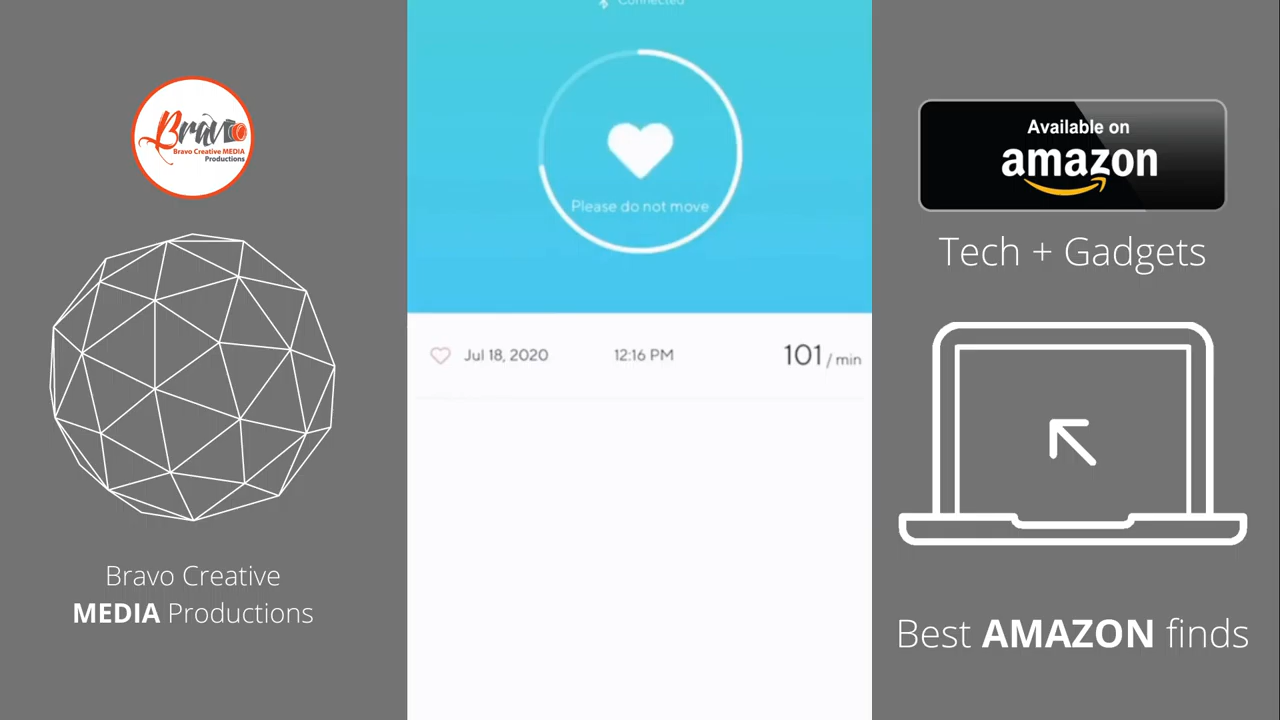 Bravo
Bravo Creative MEDIA
Productions
Bravo Creative
MEDIA Productions
Connected
Please do not move
Jul 18, 2020 12:16 PM 101 / min
Available on
amazon
Tech + Gadgets
Best AMAZON finds